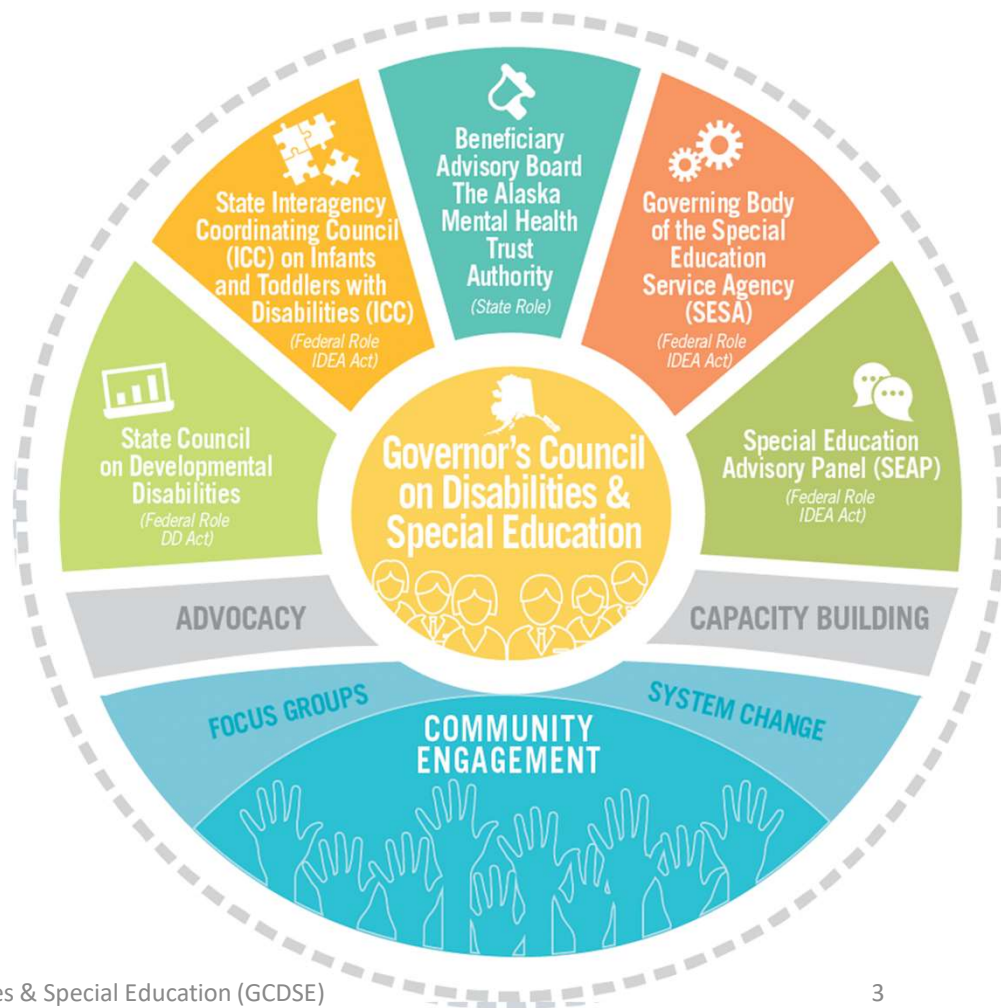 Beneficiary
Advisory Board
The Alaska
Mental Health
Trust
Authority
(State Role)
State Interagency
Coordinating Council
(ICC) on Infants
and Toddlers with
Disabilities (ICC)
(Federal Role
IDEA Act)
Governing Body
of the Special
Education
Service Agency
(SESA)
(Federal Role
IDEA Act)
State Council
on Developmental
Disabilities
(Federal Role
DD Act)
Governor's Council
on Disabilities &
Special Education
Special Education
Advisory Panel (SEAP)
(Federal Role
IDEA Act)
ADVOCACY
CAPACITY BUILDING
FOCUS GROUPS
SYSTEM CHANGE
COMMUNITY
ENGAGEMENT
& Special Education (GCDSE)
3